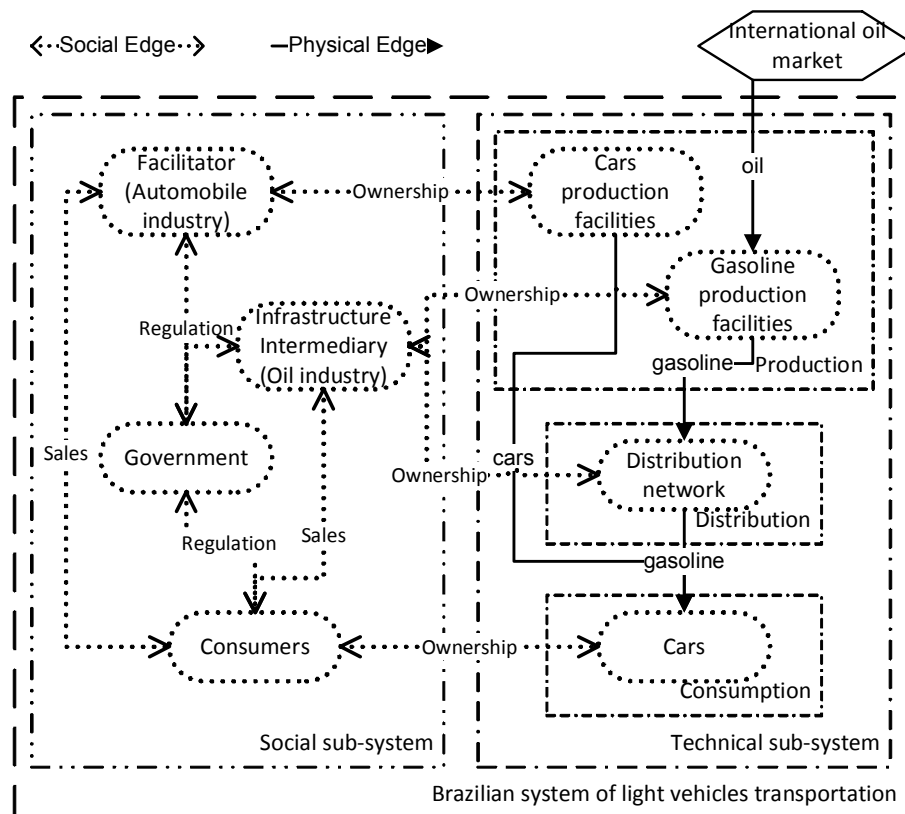 Social Edge
Physical Edge
International oil
market
Facilitator
(Automobile
industry)
Ownership
Cars
production
facilities
oil
Gasoline
production
facilities
Ownership
Regulation
Infrastructure
Intermediary
(Oil industry)
gasoline
Production
Sales
Government
Ownership
cars
Distribution
network
Distribution
Regulation
Sales
gasoline
Consumers
Ownership
Cars
Consumption
Social sub-system
Technical sub-system
Brazilian system of light vehicles transportation